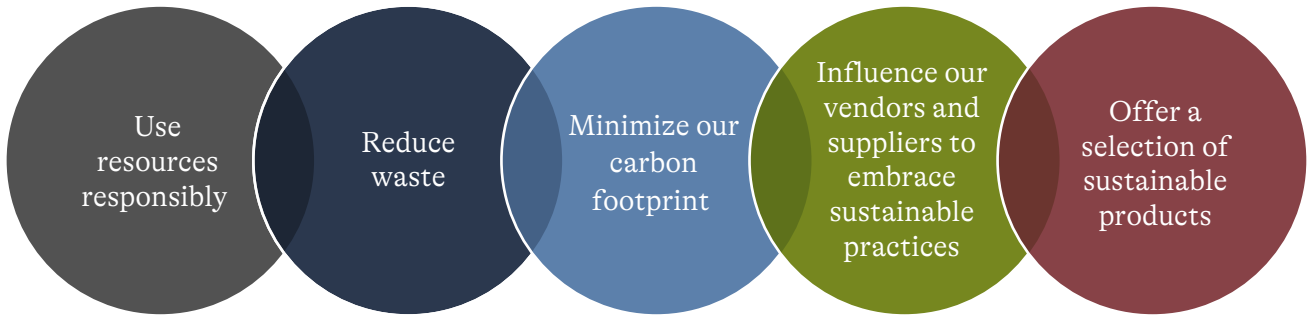 Use
resources
responsibly
Reduce
waste
Minimize our
carbon
footprint
Influence our
vendors and
suppliers to
embrace
sustainable
practices
Offer a
selection of
sustainable
products